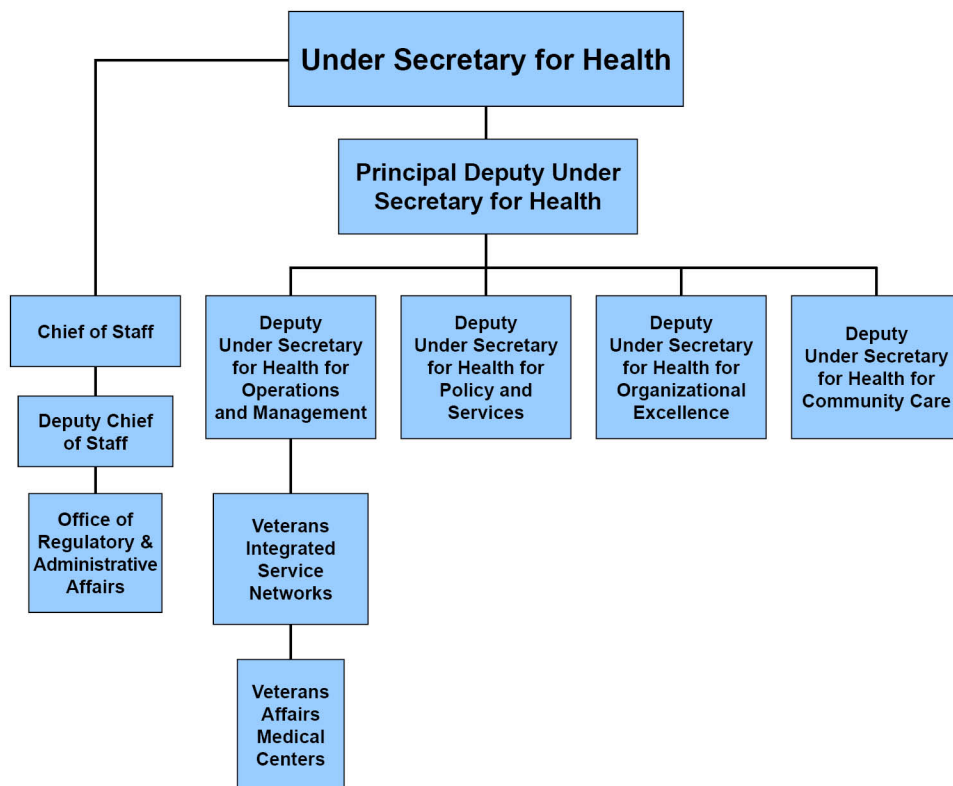 Under Secretary for Health
Principal Deputy Under
Secretary for Health
Chief of Staff
Deputy Chief
of Staff
Office of
Regulatory &
Administrative
Affairs
Deputy
Under Secretary
for Health for
Operations
and Management
Veterans
Integrated
Service
Networks
Veterans
Affairs
Medical
Centers
Deputy
Under Secretary
for Health for
Policy and
Services
Deputy
Under Secretary
for Health for
Organizational
Excellence
Deputy
Under Secretary
for Health for
Community Care